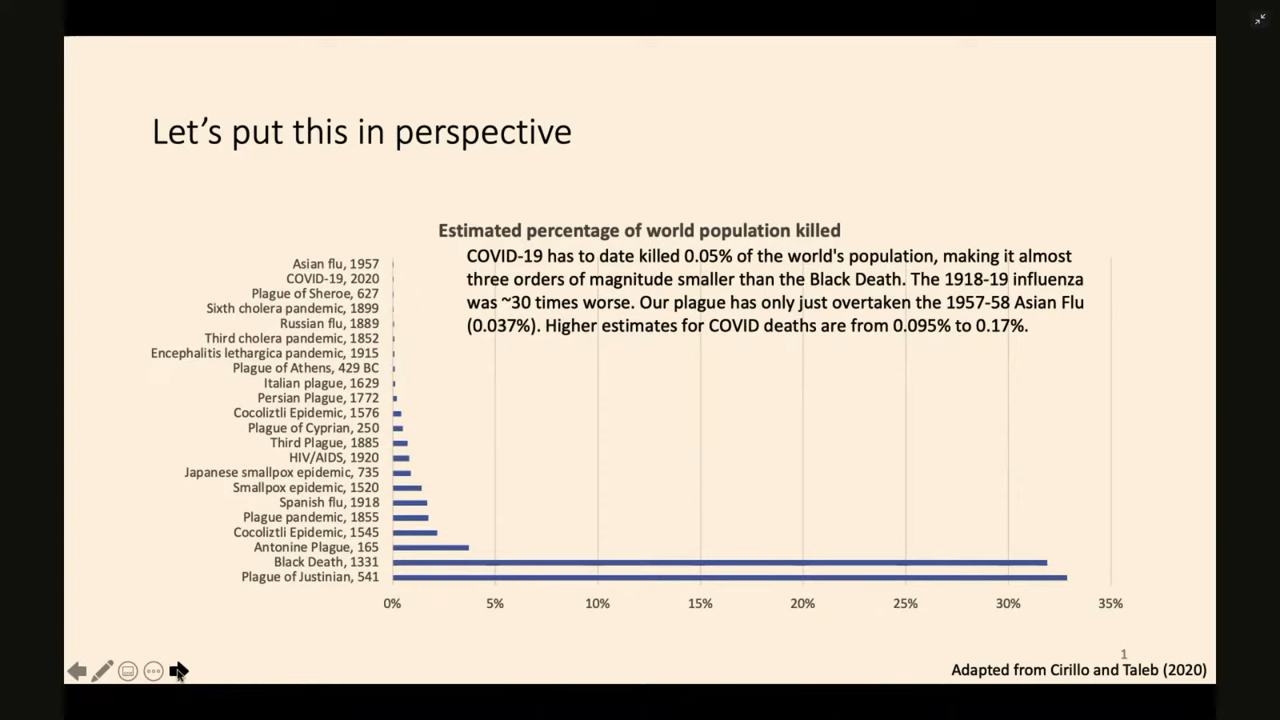 Let's put this in perspective
Estimated percentage of world population killed
COVID-19 has to date killed 0.05% of the world's population, making it almost
three orders of magnitude smaller than the Black Death. The 1918-19 influenza
was ~30 times worse. Our plague has only just overtaken the 1957-58 Asian Flu
(0.037%). Higher estimates for COVID deaths are from 0.095% to 0.17%.
Asian flu, 1957
COVID-19, 2020
Plague of Sheroe, 627
Sixth cholera pandemic, 1899
Russian flu, 1889
Third cholera pandemic, 1852
Encephalitis lethargica pandemic, 1915
Plague of Athens, 429 BC
Italian plague, 1629
Persian Plague, 1772
Cocoliztli Epidemic, 1576
Plague of Cyprian, 250
Third Plague, 1885
HIV/AIDS, 1920
Japanese smallpox epidemic, 735
Smallpox epidemic, 1520
Spanish flu, 1918
Plague pandemic, 1855
Cocoliztli Epidemic, 1545
Antonine Plague, 165
Black Death, 1331
Plague of Justinian, 541
0% 5% 10% 15% 20% 25% 30% 35%
1
Adapted from Cirillo and Taleb (2020)